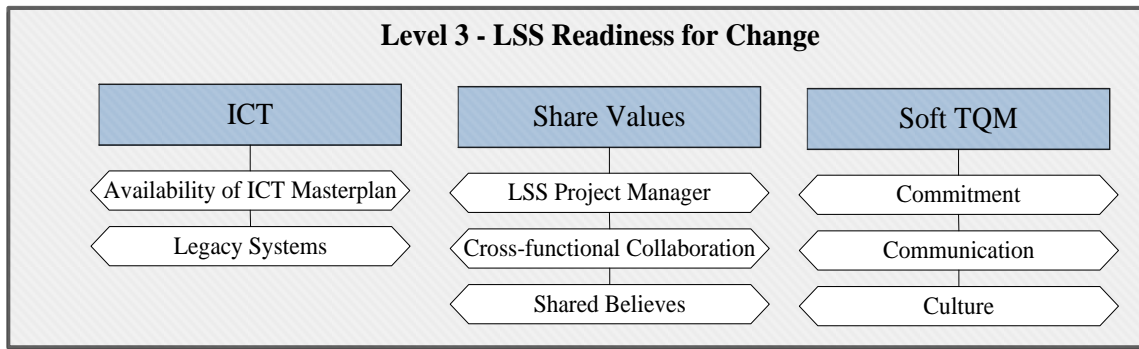 Level 3 - LSS Readiness for Change
ICT
Availability of ICT Masterplan
Legacy Systems
Share Values
LSS Project Manager
Cross-functional Collaboration
Shared Believes
Soft TQM
Commitment
Communication
Culture